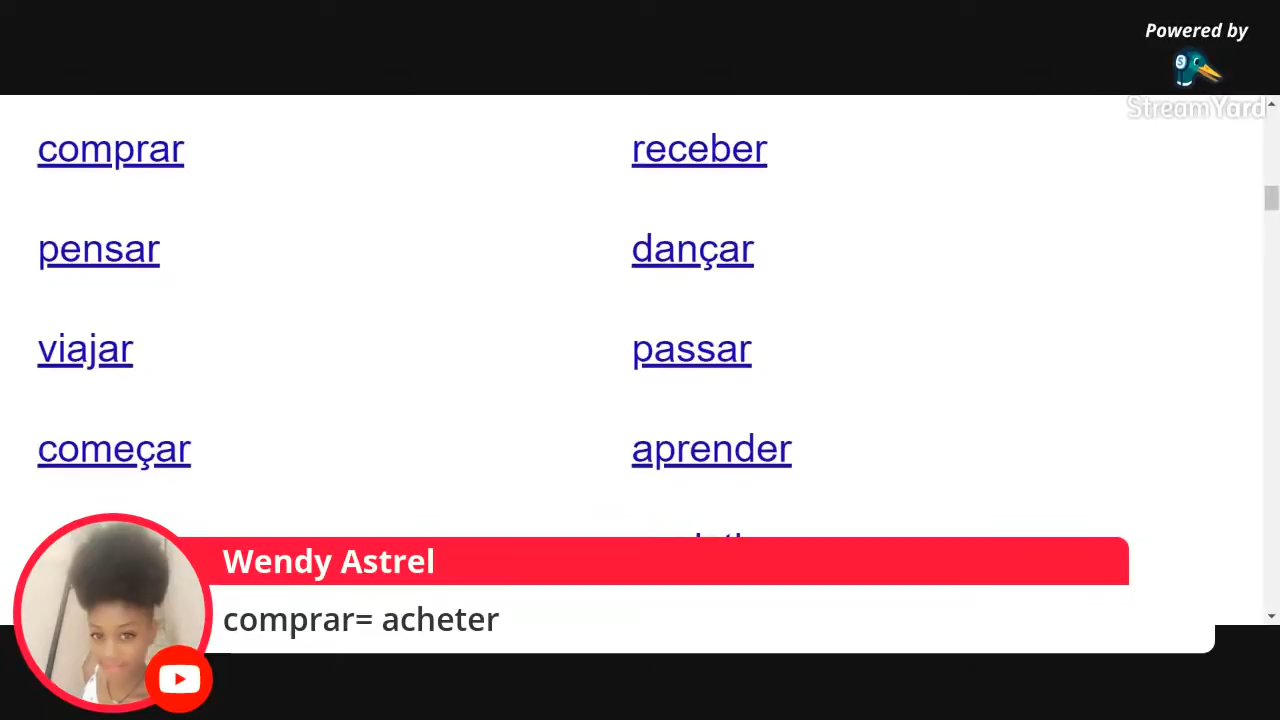 Powered by
StreamYard
comprar
receber
pensar
dançar
viajar
passar
começar
aprender
Wendy Astrel
comprar= acheter